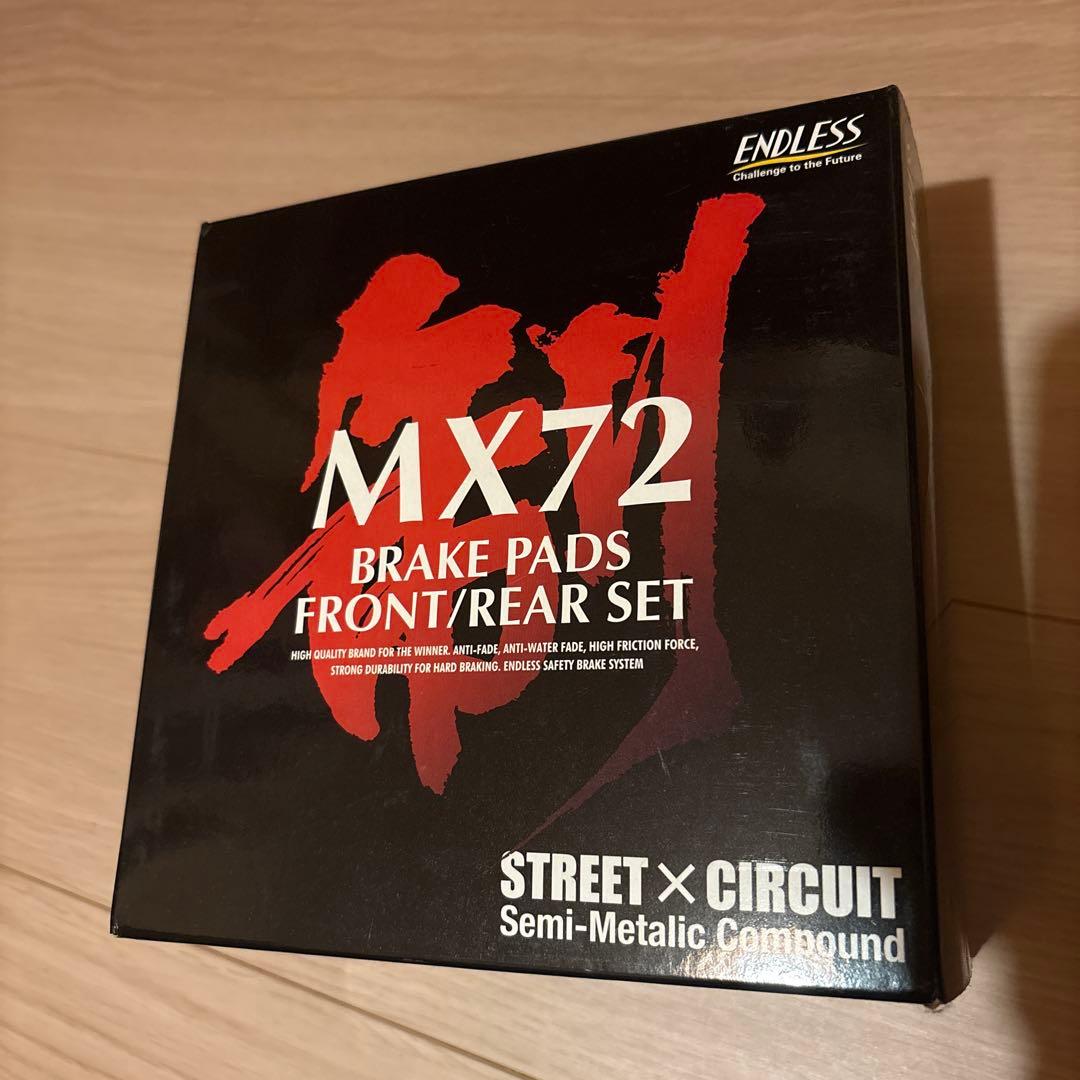 ENDLESS
Challenge to the Future
MX72
BRAKE PADS
FRONT/REAR SET
HIGH QUALITY BRAND FOR THE WINNER. ANTI-FADE, ANTI-WATER FADE, HIGH FRICTION FORCE,
STRONG DURABILITY FOR HARD BRAKING. ENDLESS SAFETY BRAKE SYSTEM
STREET×CIRCUIT
Semi-Metalic Compound